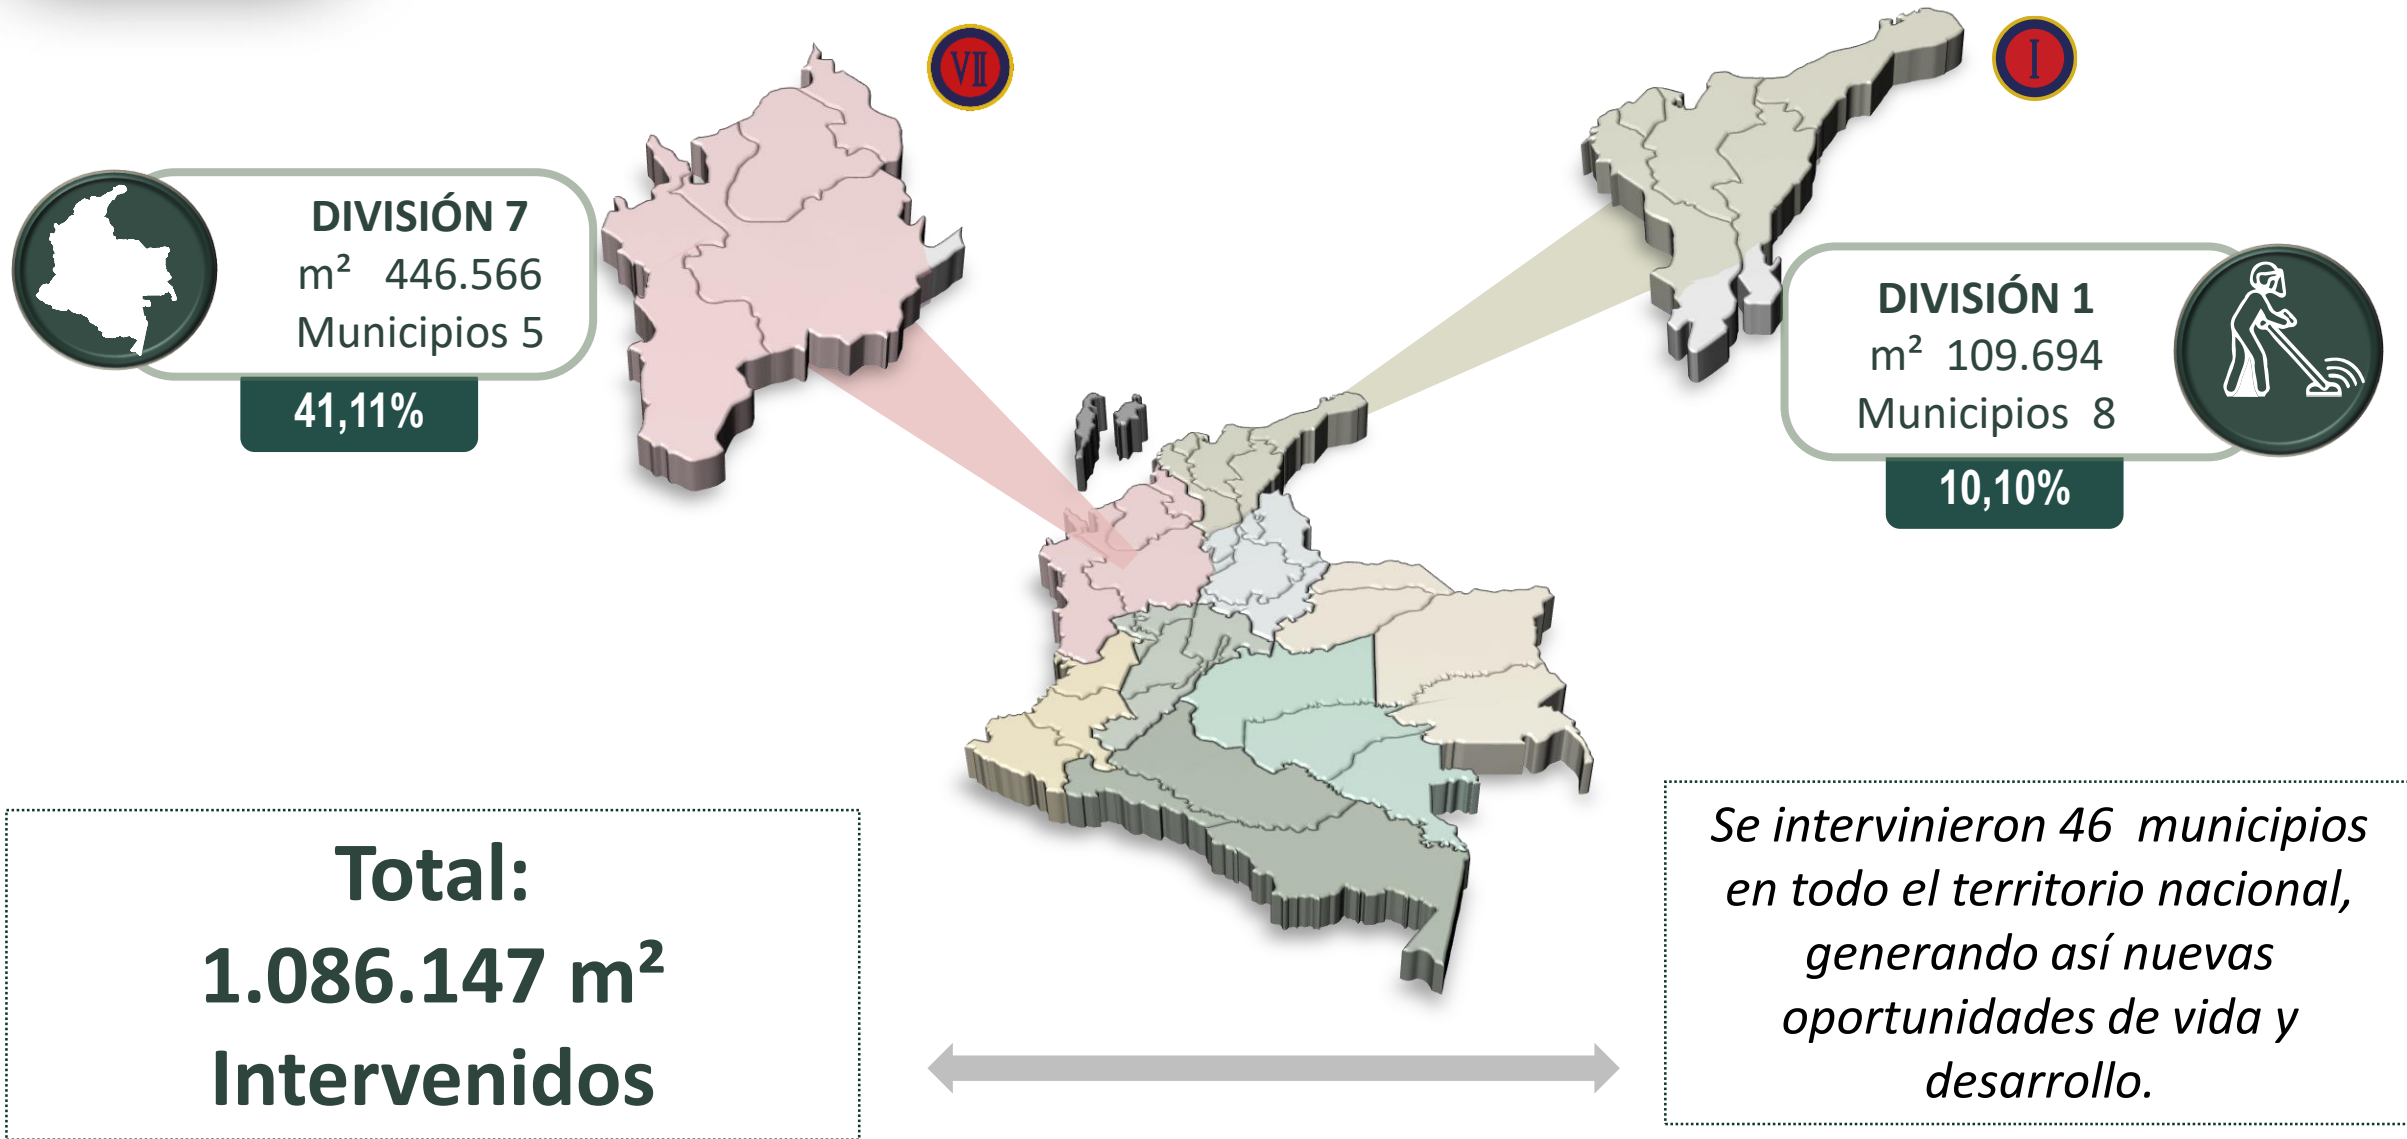 VII
I
DIVISIÓN 7
m² 446.566
Municipios 5
41,11%
DIVISIÓN 1
m² 109.694
Municipios 8
10,10%
Total:
1.086.147 m²
Intervenidos
Se intervinieron 46 municipios
en todo el territorio nacional,
generando así nuevas
oportunidades de vida y
desarrollo.